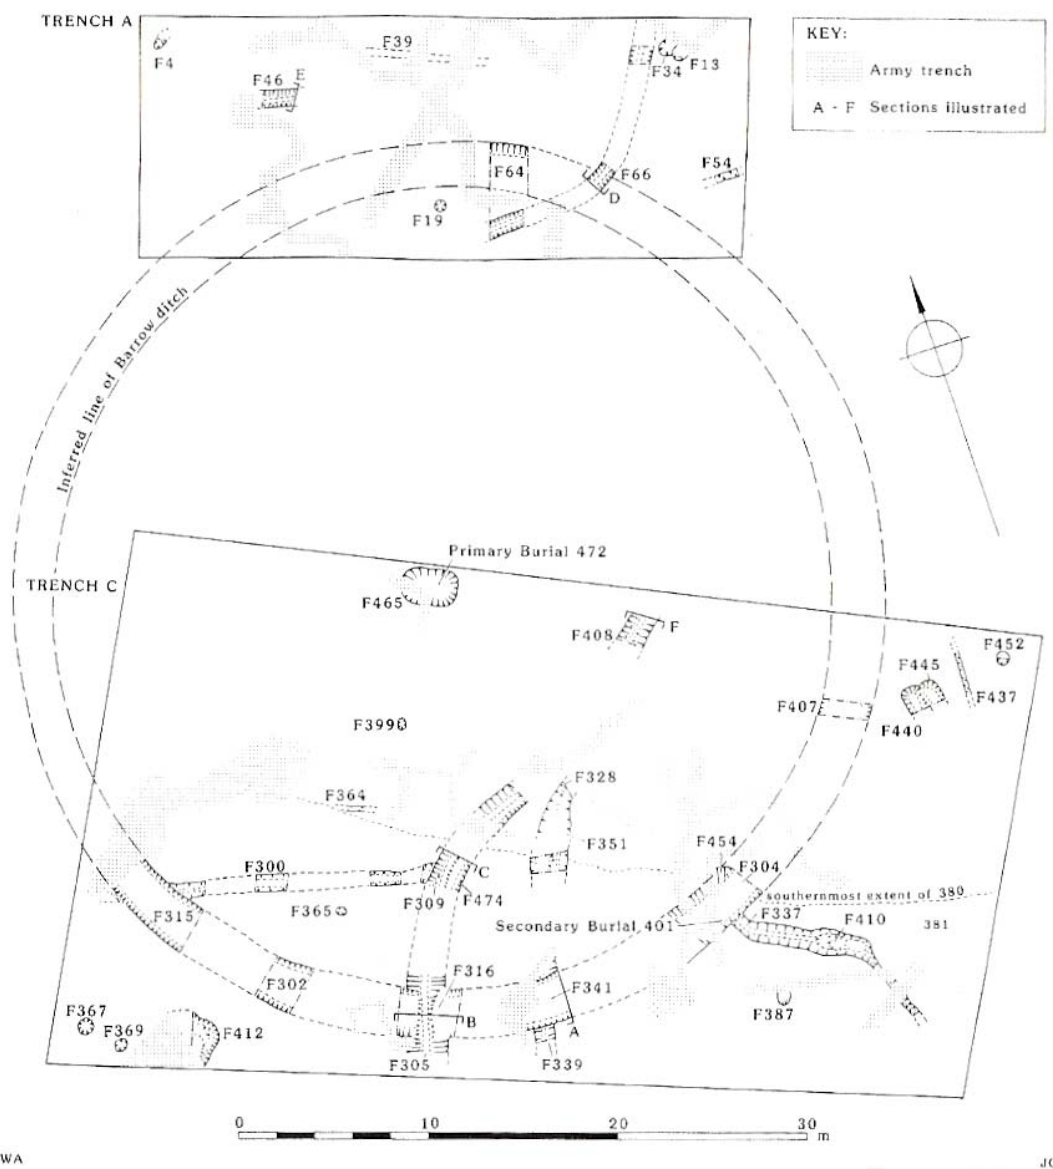 TRENCH A
KEY:
Army trench
A - F Sections illustrated
F4
F39
F46
E
F34
F13
F64
F66
D
F54
F19
Inferred line of Barrow ditch
TRENCH C
Primary Burial 472
F465
F408
F
F452
F445
F437
F407
F440
F399
F364
F328
F351
F454
F304
F300
C
F309
F474
F365
southernmost extent of 380
381
F315
Secondary Burial 401
F337
F410
F302
F316
F341
F387
B
A
F367
F369
F412
F305
F339
0
10
20
30
m
WA